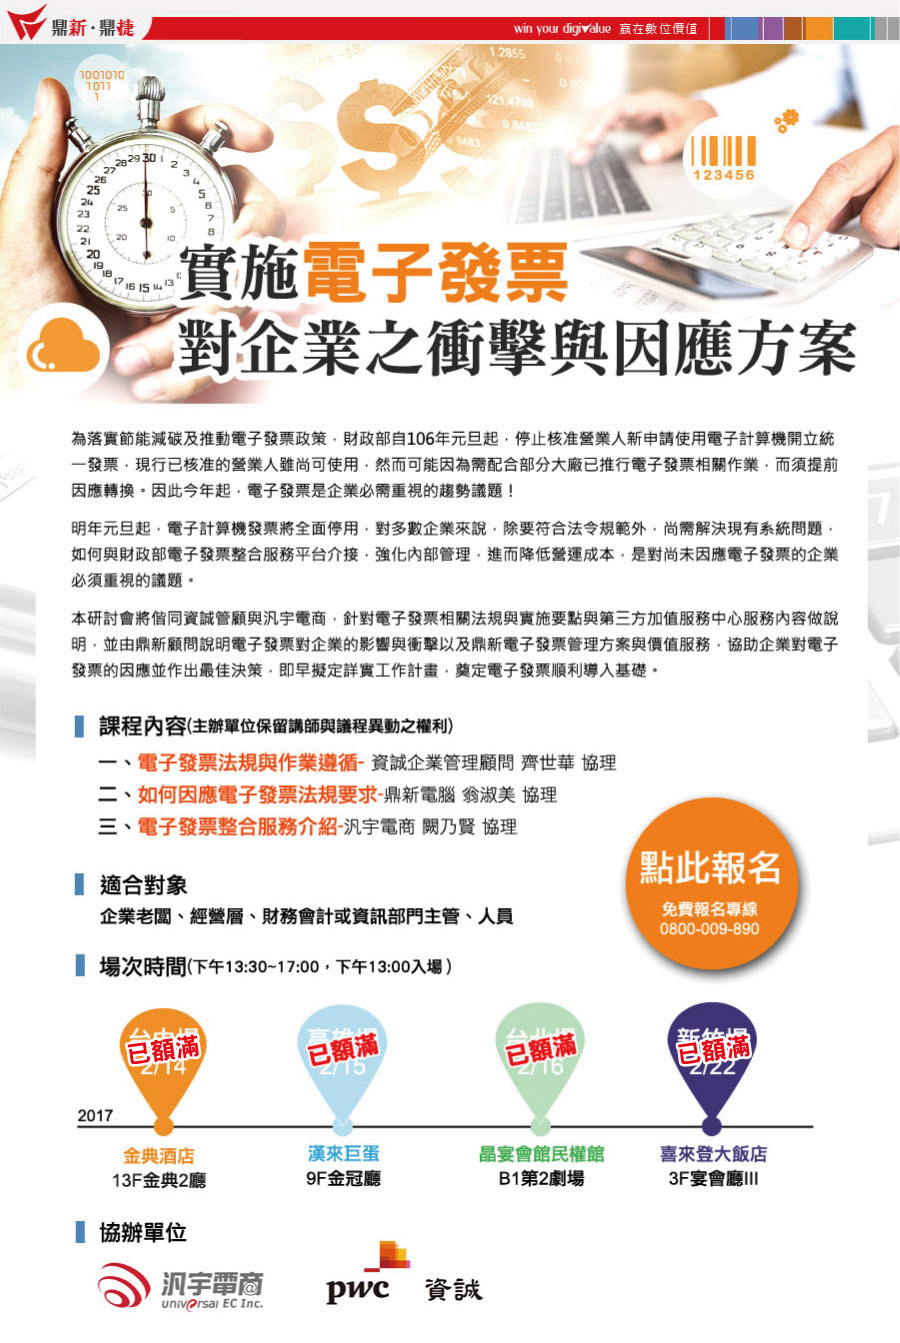 鼎新·鼎捷
win your digivalue 贏在數位價值
1001010
1011
1
123456
實施電子發票
對企業之衝擊與因應方案
為落實節能減碳及推動電子發票政策，財政部自106年元旦起，停止核准營業人新申請使用電子計算機開立統
一發票，現行已核准的營業人雖尚可使用，然而可能因為需配合部分大廠已推行電子發票相關作業，而須提前
因應轉換。因此今年起，電子發票是企業必需重視的趨勢議題！
明年元旦起，電子計算機發票將全面停用，對多數企業來說，除要符合法令規範外，尚需解決現有系統問題，
如何與財政部電子發票整合服務平台介接，強化內部管理，進而降低營運成本，是對尚未因應電子發票的企業
必須重視的議題。
本研討會將偕同資誠管顧與汎宇電商，針對電子發票相關法規與實施要點與第三方加值服務中心服務內容做說
明，並由鼎新顧問說明電子發票對企業的影響與衝擊以及鼎新電子發票管理方案與價值服務，協助企業對電子
發票的因應並作出最佳決策，即早擬定詳實工作計畫，奠定電子發票順利導入基礎。
課程內容(主辦單位保留講師與議程異動之權利)
一、電子發票法規與作業遵循- 資誠企業管理顧問 齊世華 協理
二、如何因應電子發票法規要求-鼎新電腦 翁淑美 協理
三、電子發票整合服務介紹-汎宇電商 闕乃賢 協理
點此報名
免費報名專線
0800-009-890
適合對象
企業老闆、經營層、財務會計或資訊部門主管、人員
場次時間(下午13:30~17:00，下午13:00入場)
已額滿 已額滿 已額滿 已額滿
2/14 2/15 2/16 2/22
2017
金典酒店 漢來巨蛋 晶宴會館民權館 喜來登大飯店
13F金典2廳 9F金冠廳 B1第2劇場 3F宴會廳III
協辦單位
汎宇電商
universal EC Inc.
pwc 資誠